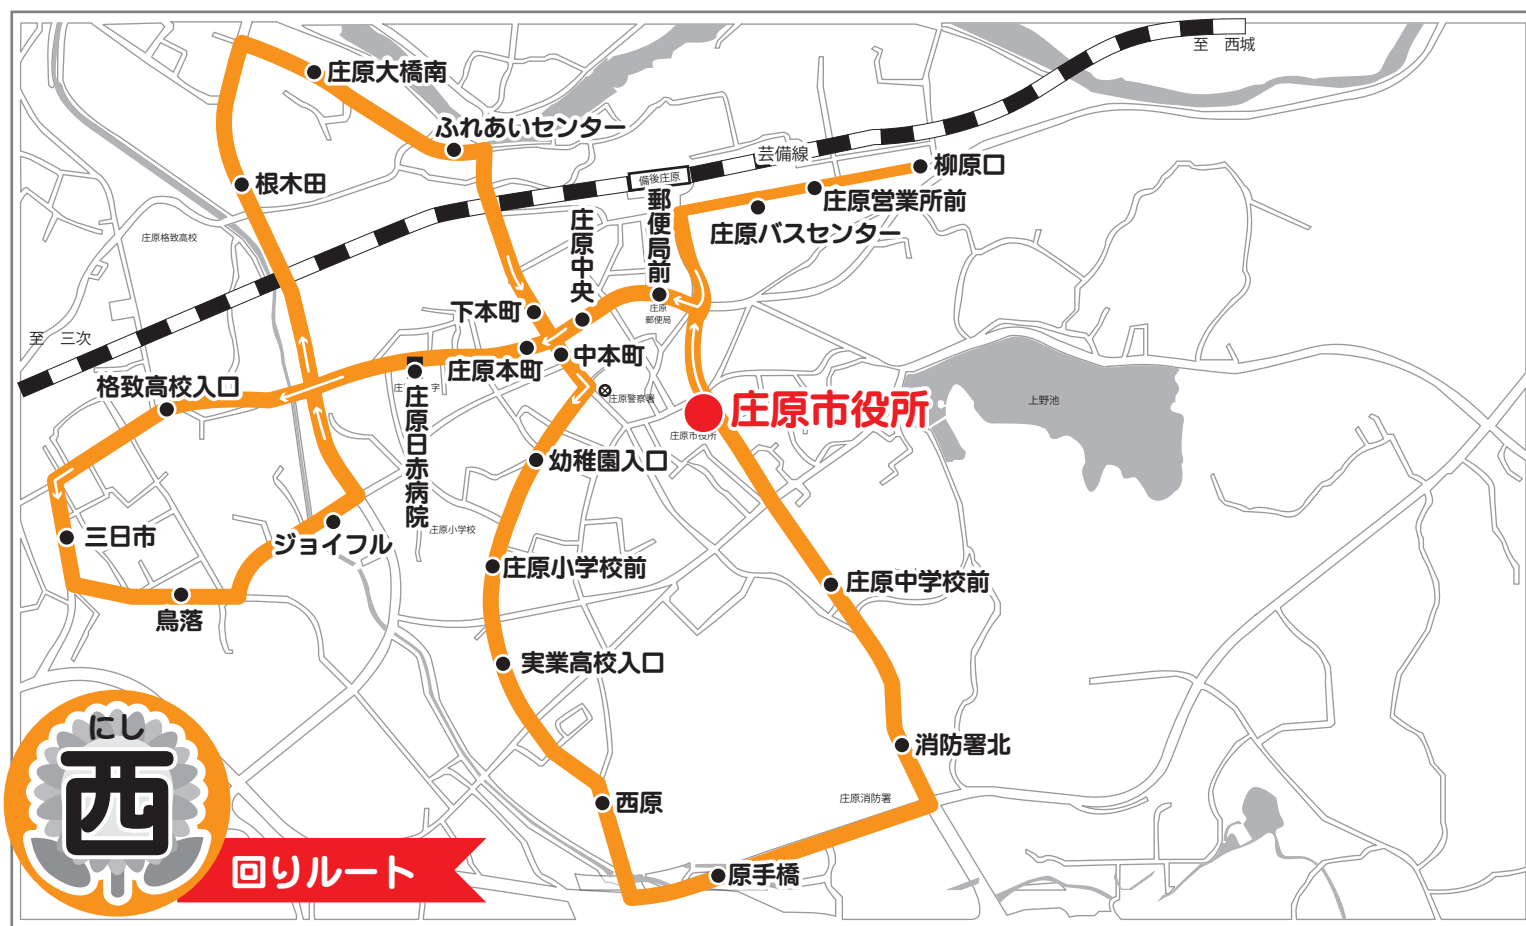 至 西城
庄原大橋南
ふれあいセンター
芸備線
柳原口
備後庄原
根木田
庄原営業所前
郵便局前
庄原バスセンター
庄原格致高校
庄原中央
下本町
庄原
郵便局
至 三次
中本町
庄原本町
格致高校入口
庄原警察署
庄原市役所
上野池
庄原市役所
庄原日赤病院
幼稚園入口
庄原小学校
三日市
ジョイフル
庄原小学校前
庄原中学校前
鳥落
実業高校入口
にし
西
消防署北
庄原消防署
西原
回りルート
原手橋